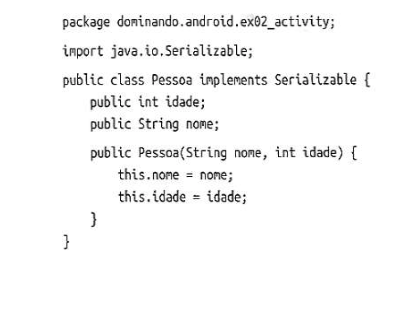 package dominando.android.ex02_activity;
import java.io.Serializable;
public class Pessoa implements Serializable {
public int idade;
public String nome;
public Pessoa(String nome, int idade) {
this.nome = nome;
this.idade = idade;
}
}